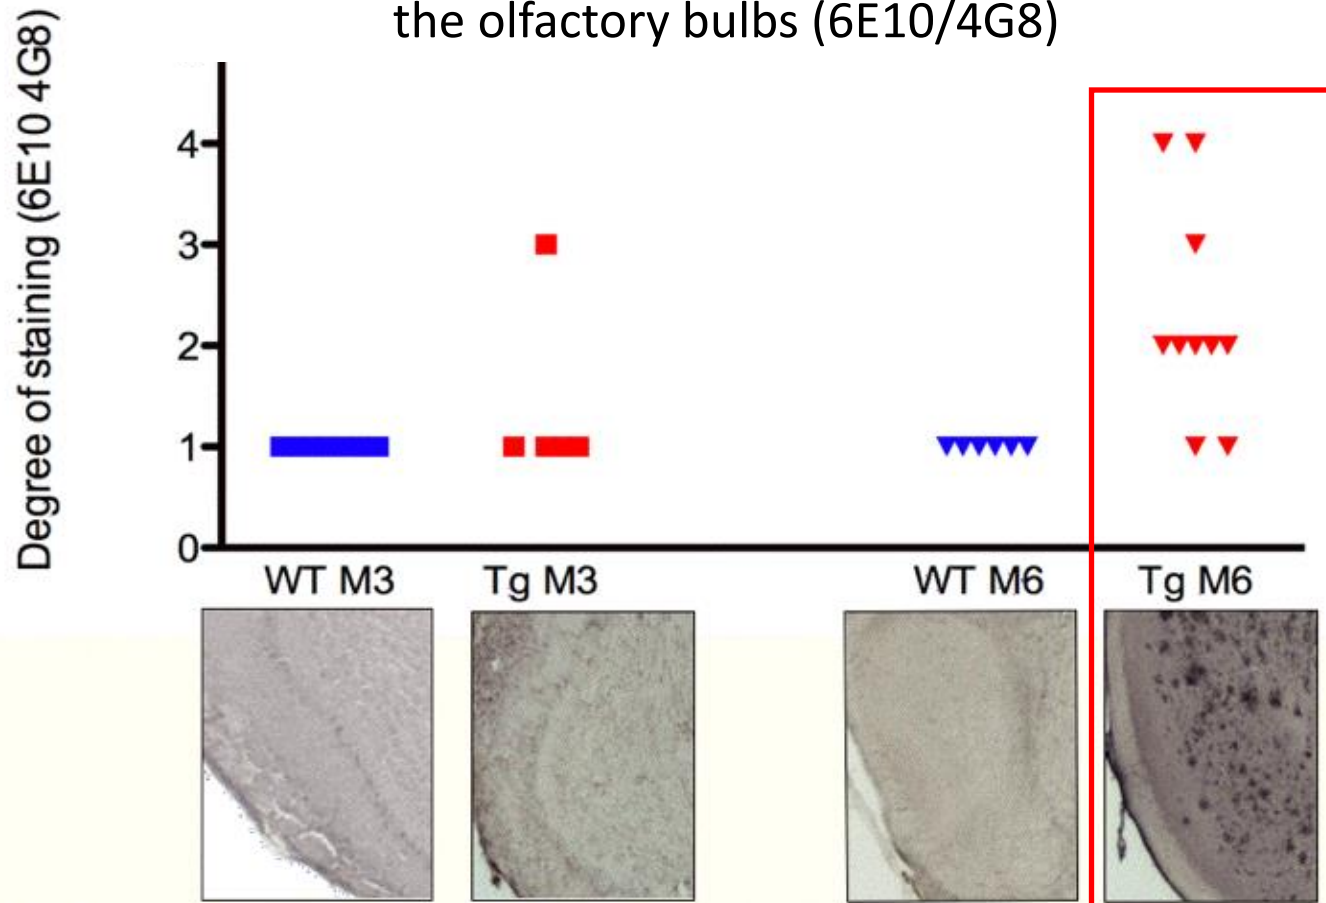 the olfactory bulbs (6E10/4G8)
Degree of staining (6E10 4G8)
4
3
2
1
0
WT M3
Tg M3
WT M6
Tg M6